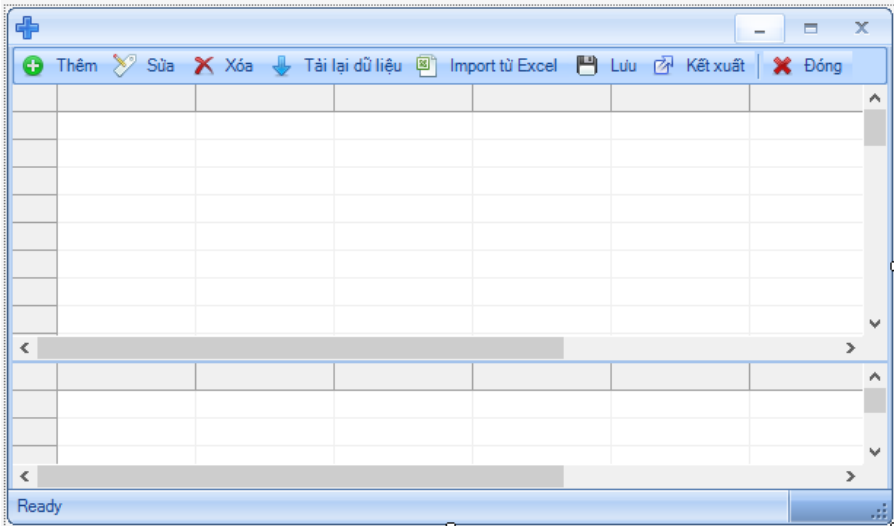 Thêm Sửa Xóa Tải lại dữ liệu Import từ Excel Lưu Kết xuất Đóng
Ready